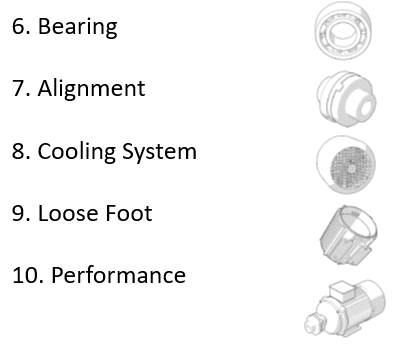 6. Bearing
7. Alignment
8. Cooling System
9. Loose Foot
10. Performance